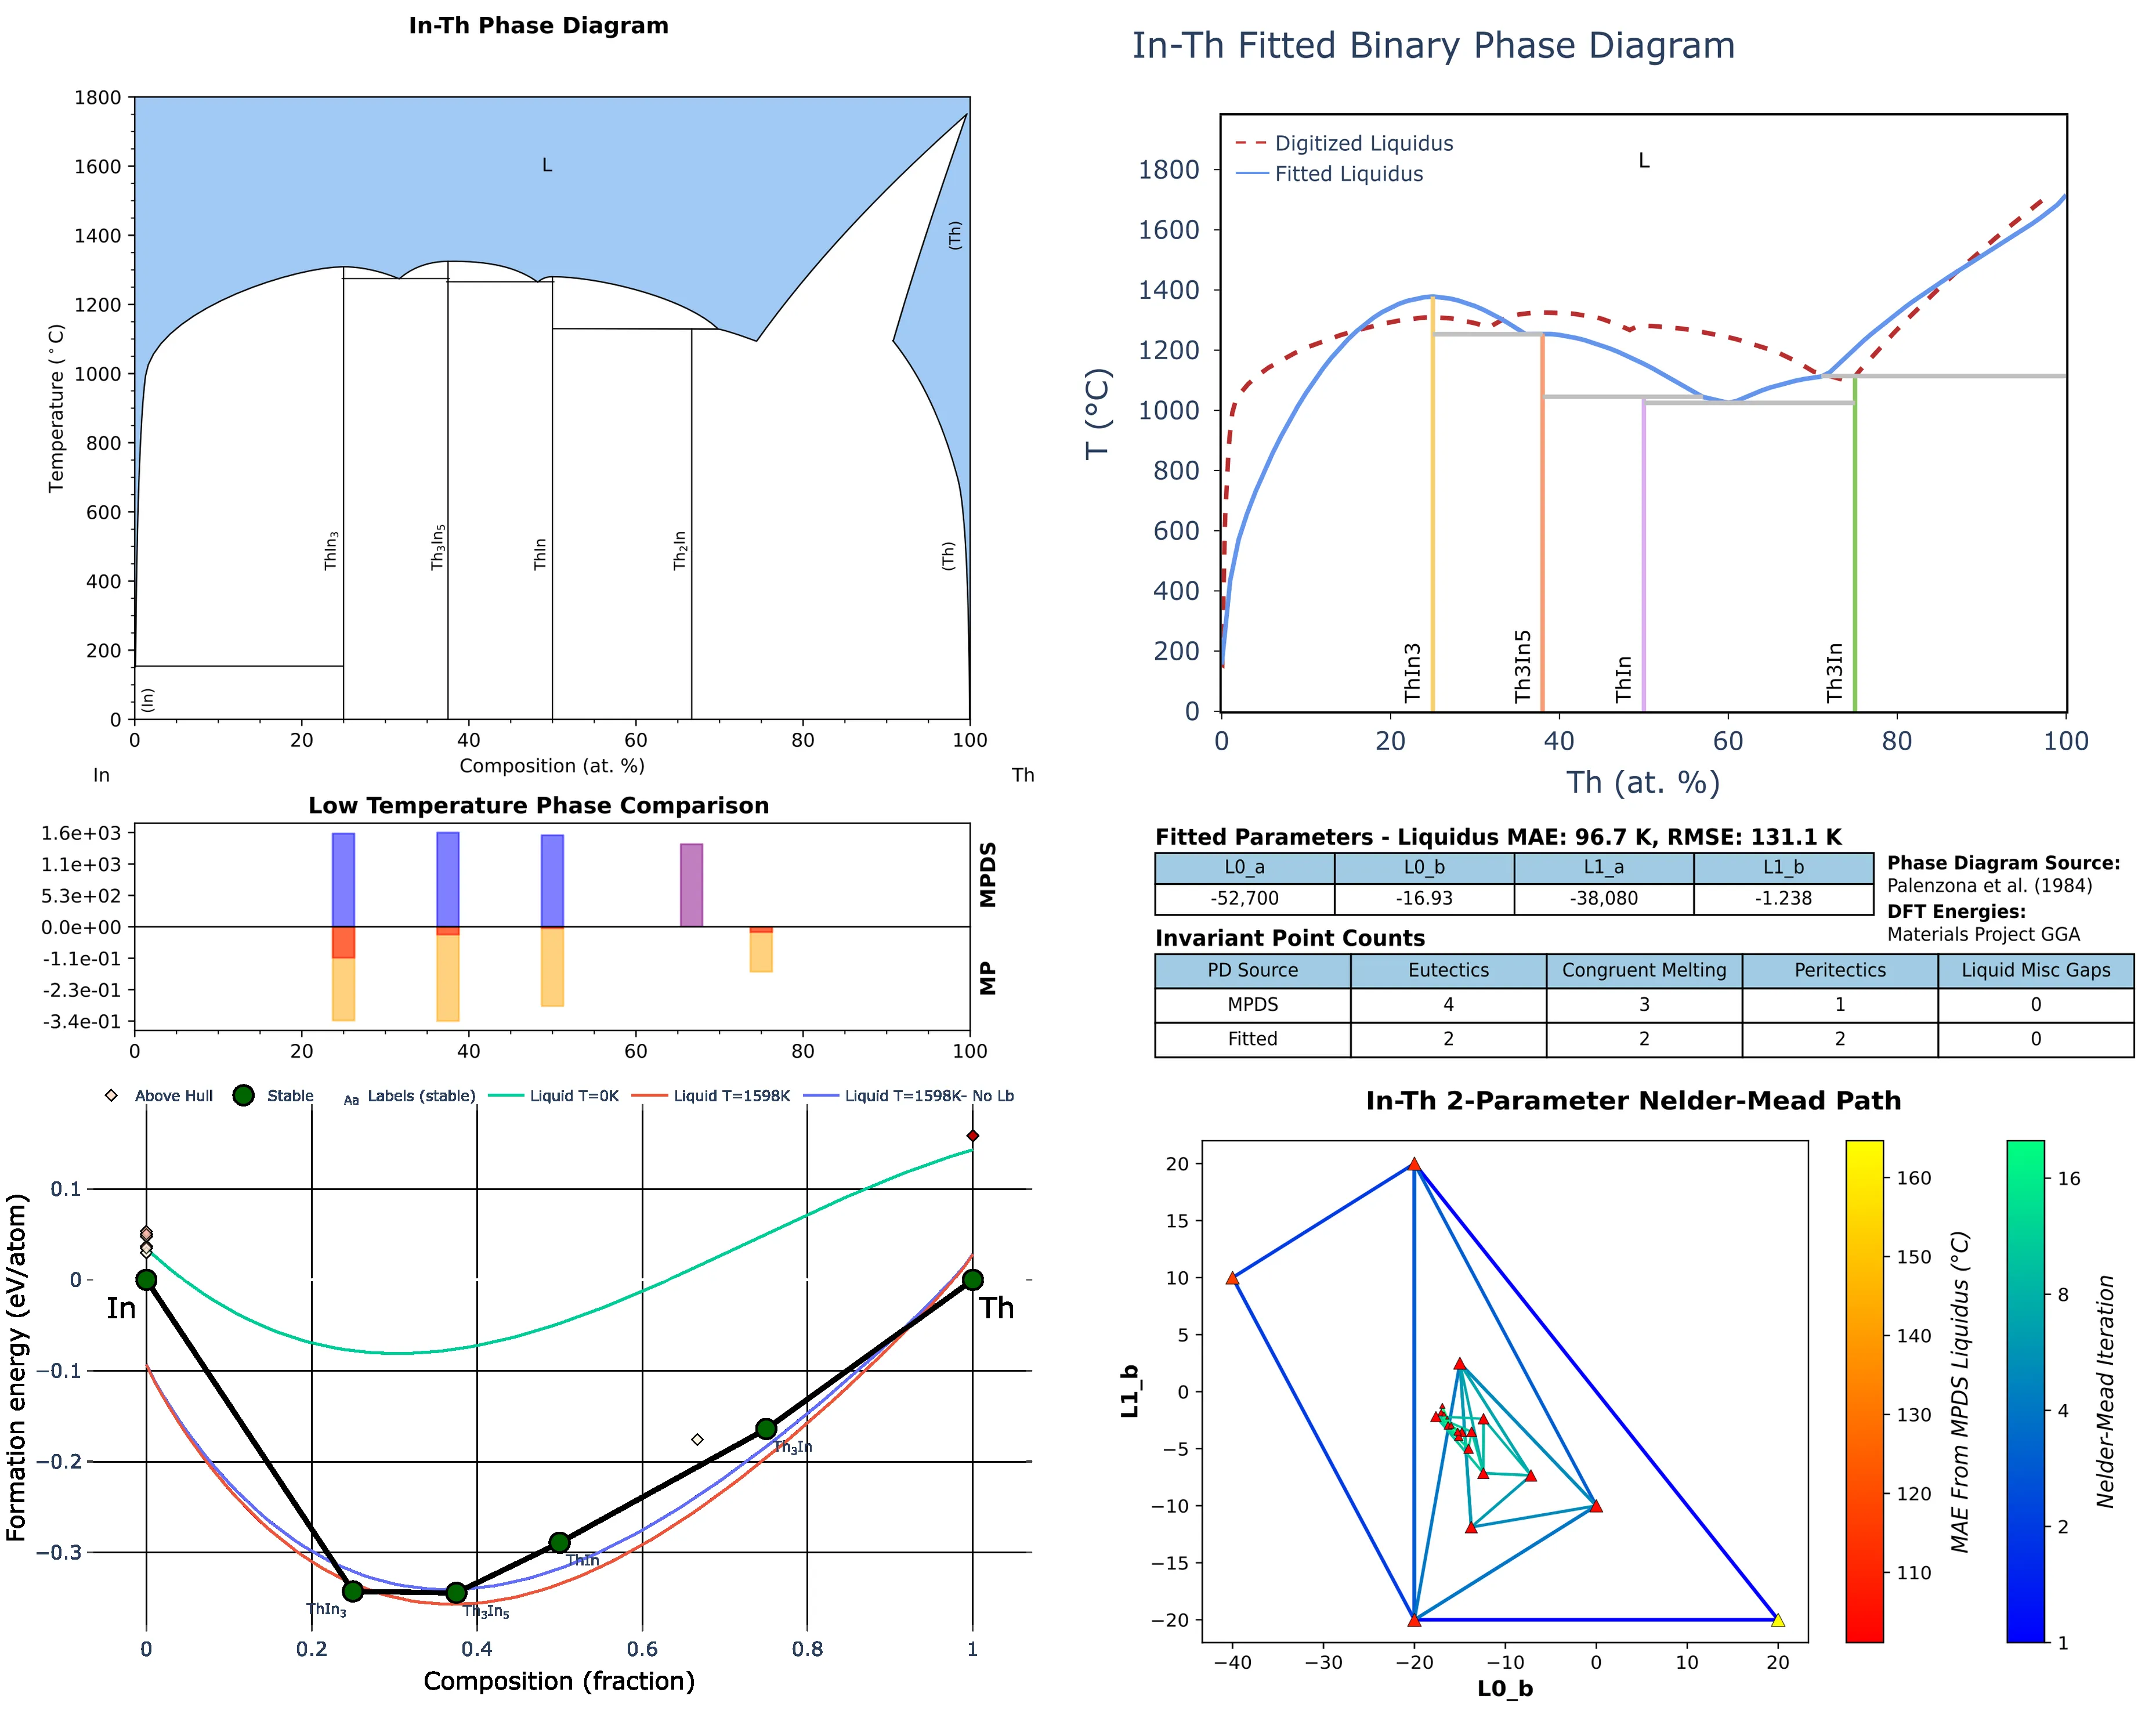 In-Th Phase Diagram
1800
1600
1400
1200
1000
800
600
400
200
0
Temperature (°C)
L
(Th)
(Th)
(In)
ThIn3
Th3In5
ThIn
Th2In
0 20 40 60 80 100
Composition (at. %)
In Th
In-Th Fitted Binary Phase Diagram
Digitized Liquidus
Fitted Liquidus
L
1800
1600
1400
1200
1000
800
600
400
200
0
T (°C)
ThIn3
Th3In5
ThIn
Th3In
0 20 40 60 80 100
Th (at. %)
Low Temperature Phase Comparison
1.6e+03
1.1e+03
5.3e+02
0.0e+00
-1.1e-01
-2.3e-01
-3.4e-01
MPDS
MP
0 20 40 60 80 100
Fitted Parameters - Liquidus MAE: 96.7 K, RMSE: 131.1 K
L0_a L0_b L1_a L1_b
-52,700 -16.93 -38,080 -1.238
Phase Diagram Source:
Palenzona et al. (1984)
DFT Energies:
Materials Project GGA
Invariant Point Counts
PD Source Eutectics Congruent Melting Peritectics Liquid Misc Gaps
MPDS 4 3 1 0
Fitted 2 2 2 0
Above Hull Stable Aa Labels (stable) Liquid T=0K Liquid T=1598K Liquid T=1598K- No Lb
0.1
0
−0.1
−0.2
−0.3
Formation energy (eV/atom)
In
Th
Th3In
ThIn
ThIn3
Th3In5
0 0.2 0.4 0.6 0.8 1
Composition (fraction)
In-Th 2-Parameter Nelder-Mead Path
20
15
10
5
0
−5
−10
−15
−20
L1_b
−40 −30 −20 −10 0 10 20
L0_b
160
150
140
130
120
110
MAE From MPDS Liquidus (°C)
16
8
4
2
1
Nelder-Mead Iteration